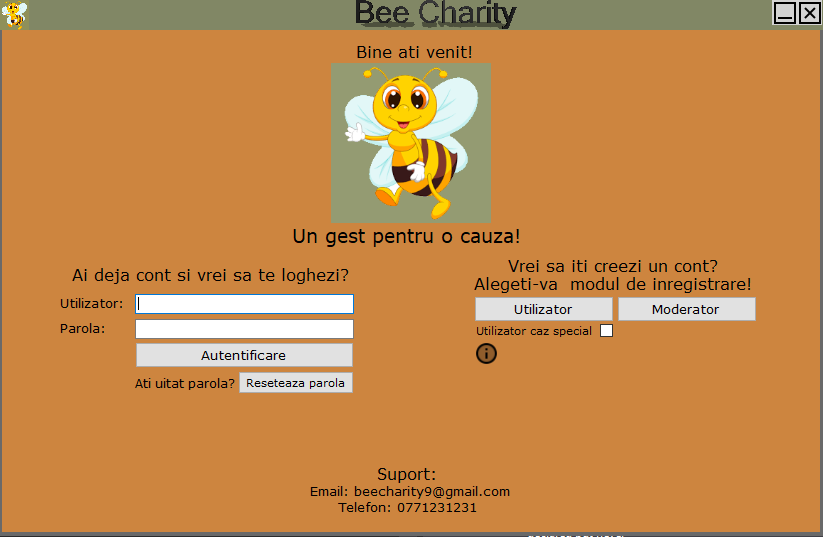 Bee Charity
Bine ati venit!
Un gest pentru o cauza!
Ai deja cont si vrei sa te loghezi?
Utilizator:
Parola:
Autentificare
Ati uitat parola? Reseteaza parola
Vrei sa iti creezi un cont?
Alegeti-va modul de inregistrare!
Utilizator Moderator
Utilizator caz special
Suport:
Email: beecharity9@gmail.com
Telefon: 0771231231